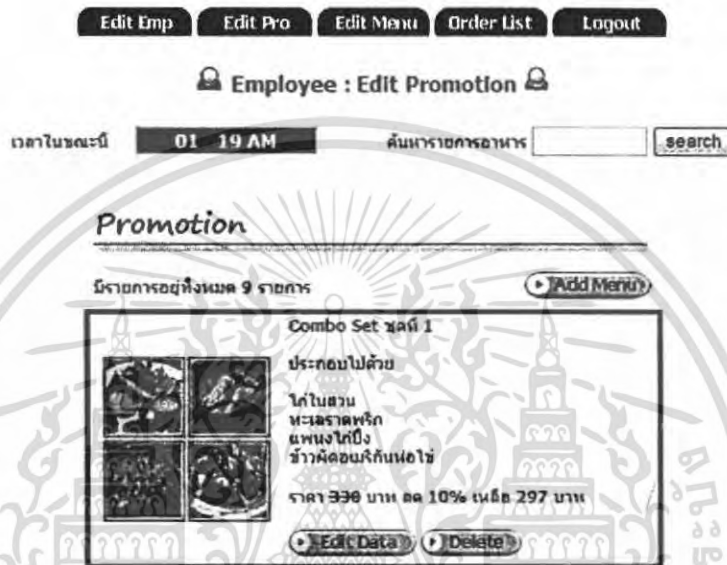 Edit Emp Edit Pro Edit Menu Order List Logout
Employee : Edit Promotion
เวลาในขณะนี้ 01 19 AM ค้นหารายการอาหาร search
Promotion
มีรายการอยู่ทั้งหมด 9 รายการ Add Menu
Combo Set ชุดที่ 1
ประกอบไปด้วย
ไก่ในสวน
ทะเลราดพริก
แพนงไก่ปิ้ง
ข้าวผัดอเมริกันห่อไข่
ราคา 330 บาท ลด 10% เหลือ 297 บาท
Edit Data Delete